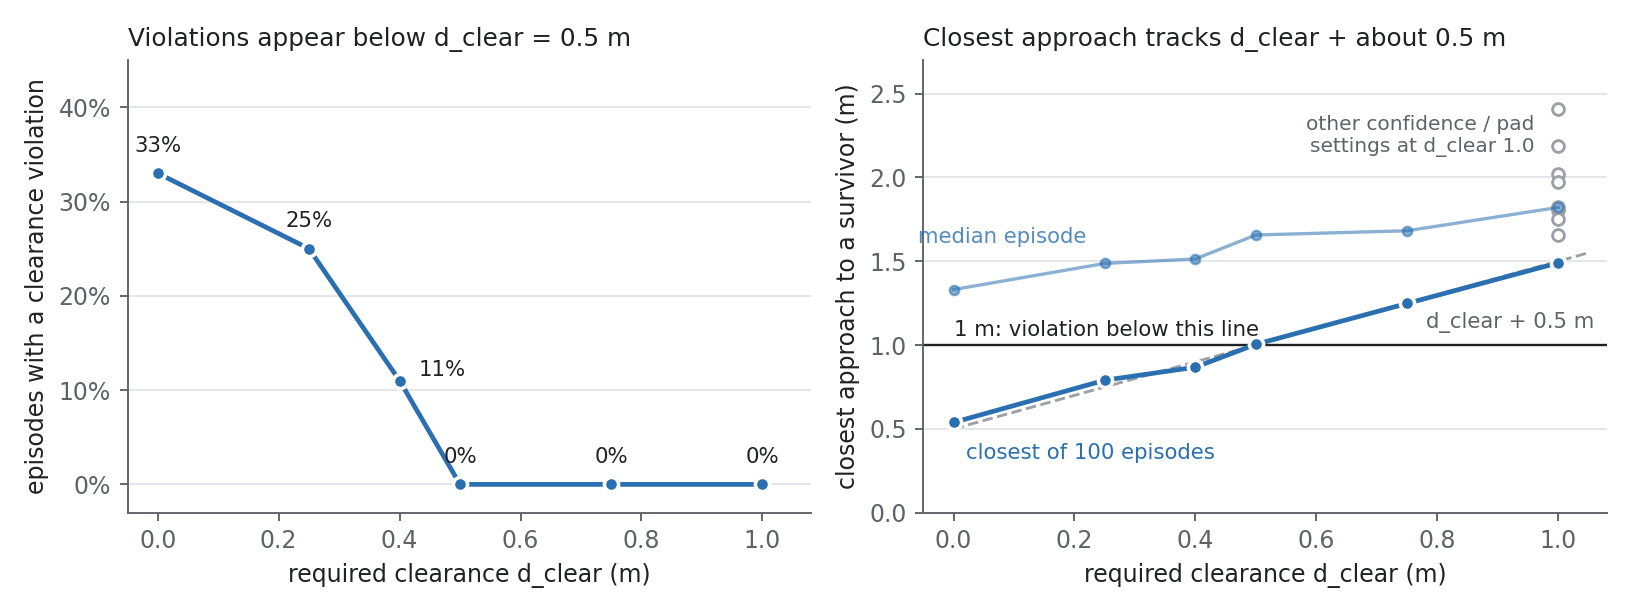 Violations appear below d_clear = 0.5 m
episodes with a clearance violation
40%
30%
20%
10%
0%
33%
25%
11%
0%
0%
0%
0.0
0.2
0.4
0.6
0.8
1.0
required clearance d_clear (m)
Closest approach tracks d_clear + about 0.5 m
closest approach to a survivor (m)
2.5
2.0
1.5
1.0
0.5
0.0
other confidence / pad
settings at d_clear 1.0
median episode
1 m: violation below this line
d_clear + 0.5 m
closest of 100 episodes
0.0
0.2
0.4
0.6
0.8
1.0
required clearance d_clear (m)